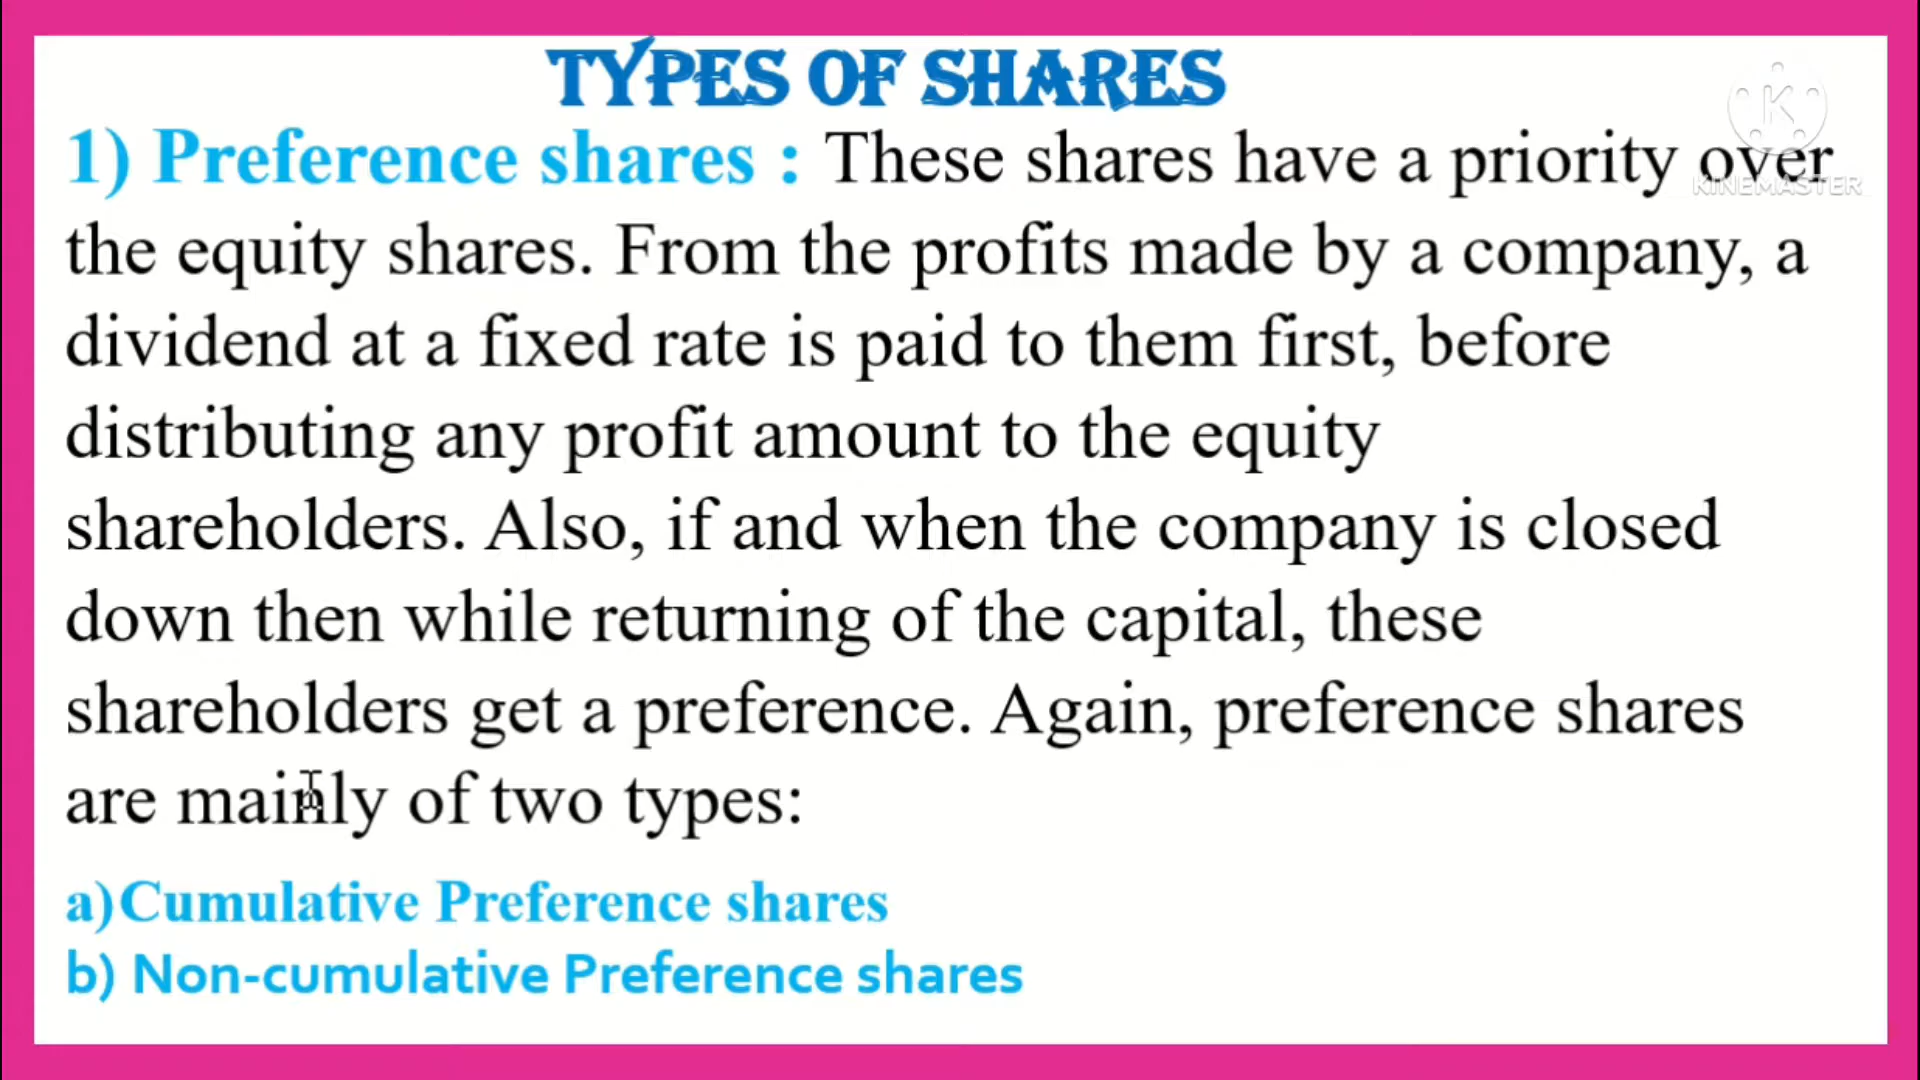 TYPES OF SHARES
1) Preference shares : These shares have a priority over
KINEMASTER
the equity shares. From the profits made by a company, a
dividend at a fixed rate is paid to them first, before
distributing any profit amount to the equity
shareholders. Also, if and when the company is closed
down then while returning of the capital, these
shareholders get a preference. Again, preference shares
are mainly of two types:
a)Cumulative Preference shares
b) Non-cumulative Preference shares